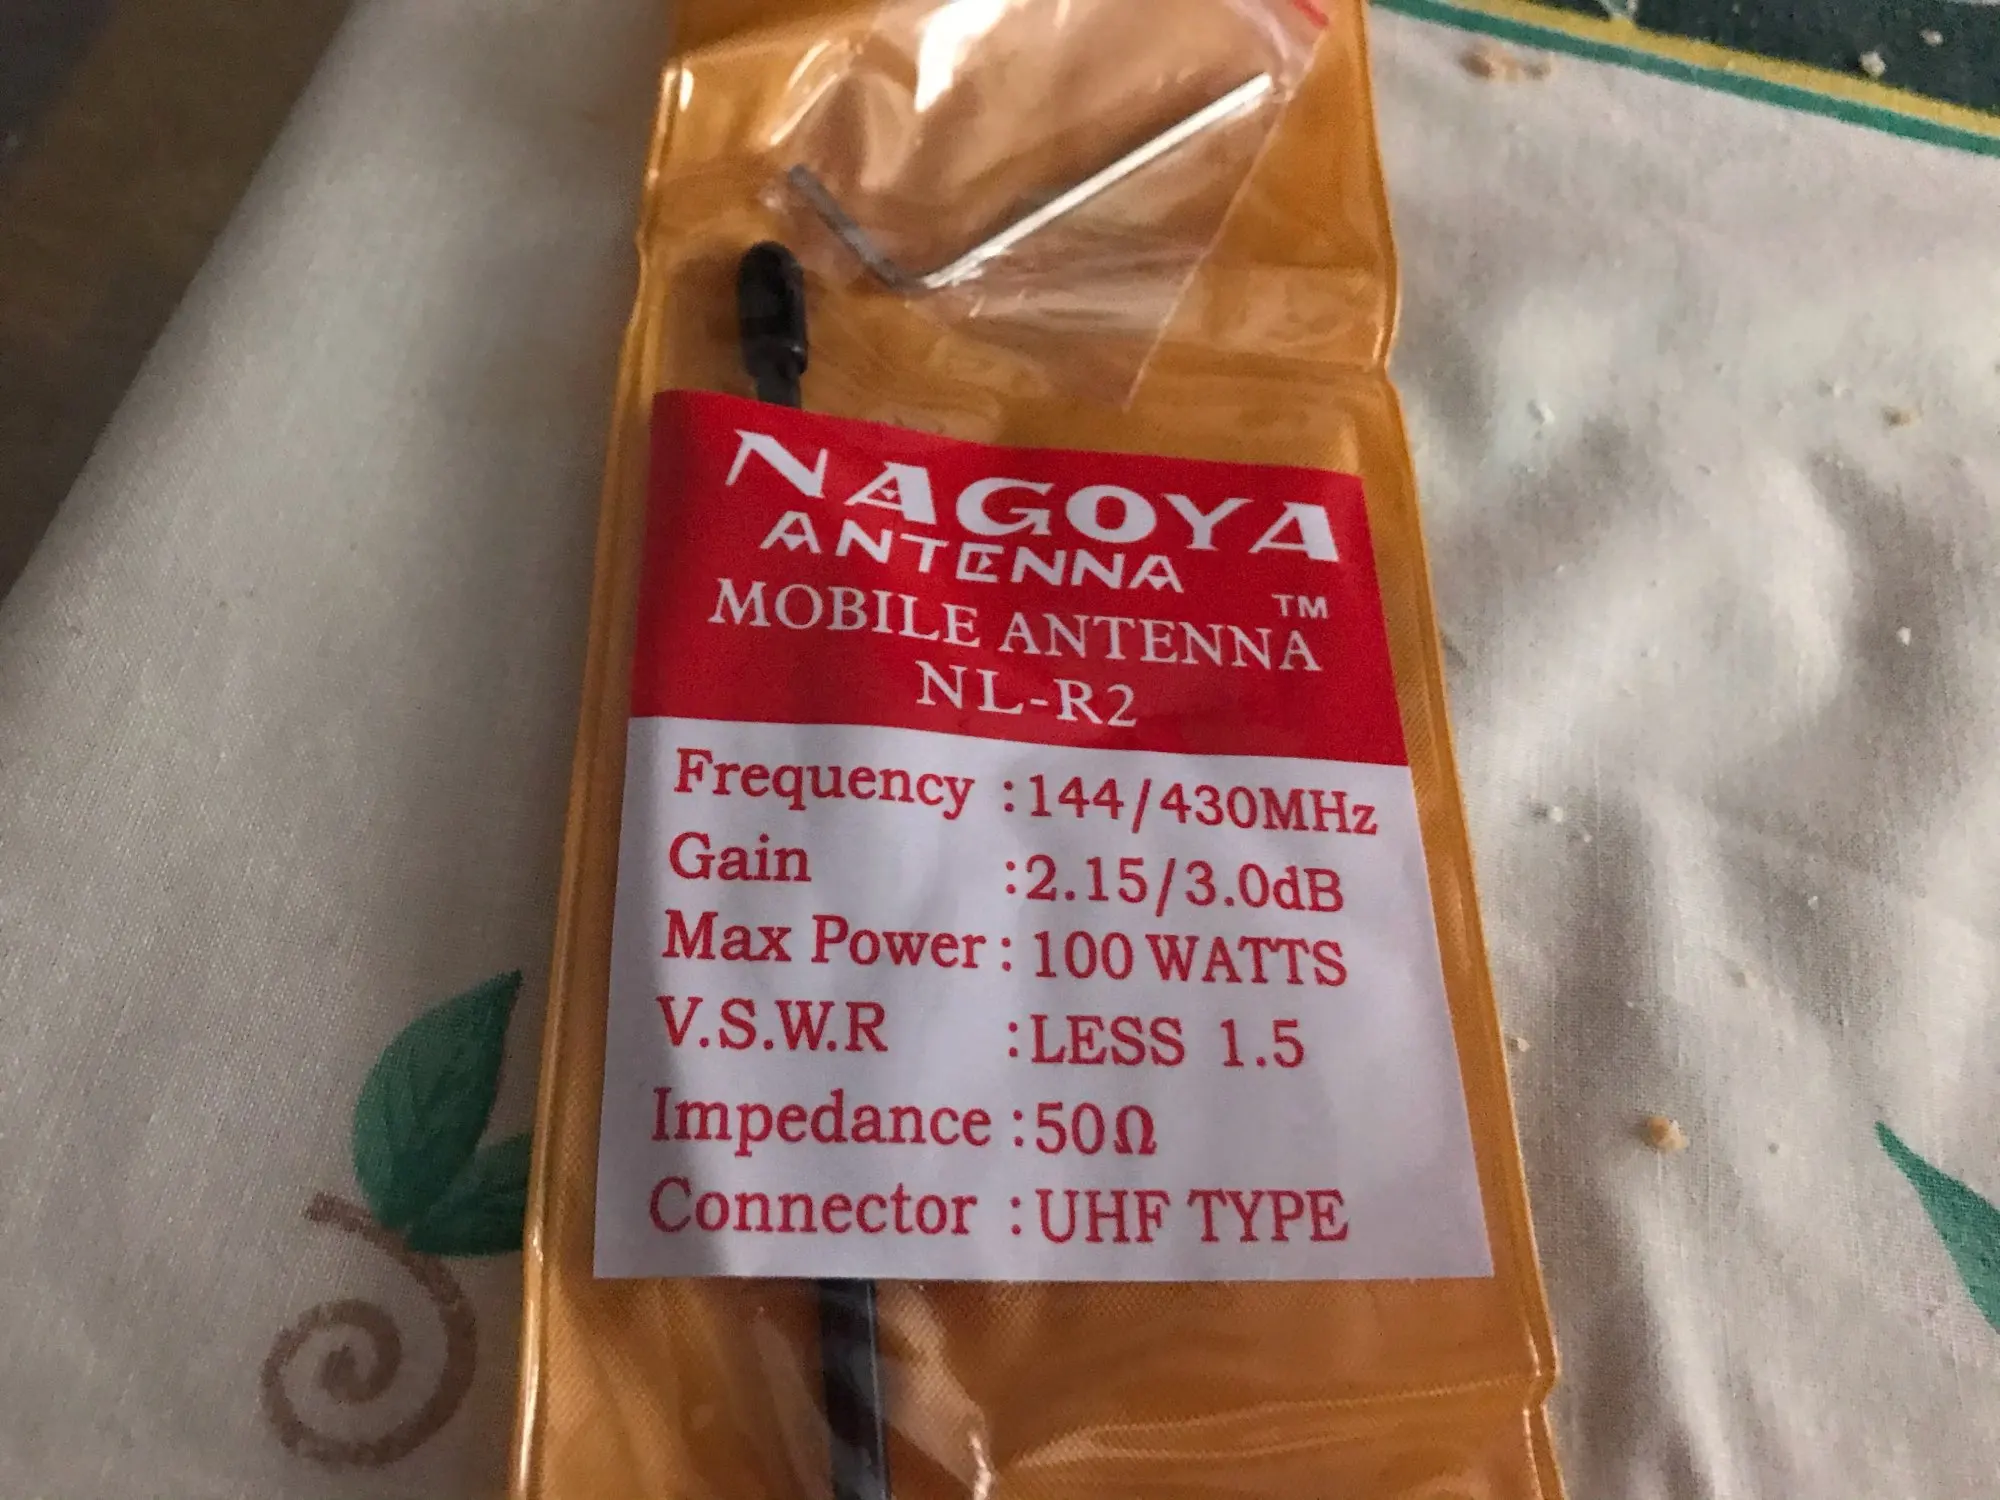 NAGOYA
ANTENNA
TM
MOBILE ANTENNA
NL-R2
Frequency :144/430MHz
Gain :2.15/3.0dB
Max Power: 100 WATTS
V.S.W.R :LESS 1.5
Impedance :50Ω
Connector :UHF TYPE